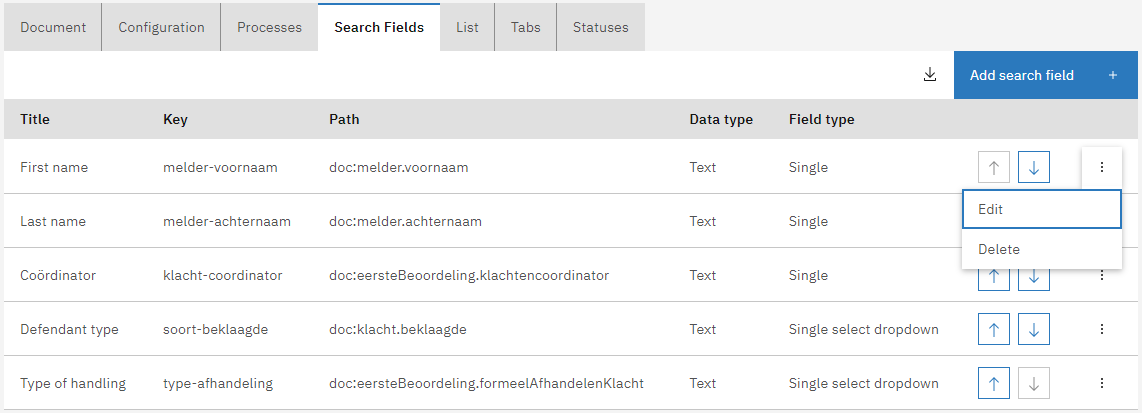 Document Configuration Processes Search Fields List Tabs Statuses
Add search field +
Title Key Path Data type Field type
First name melder-voornaam doc:melder.voornaam Text Single
Edit
Last name melder-achternaam doc:melder.achternaam Text Single
Delete
Coördinator klacht-coordinator doc:eersteBeoordeling.klachtencoordinator Text Single
Defendant type soort-beklaagde doc:klacht.beklaagde Text Single select dropdown
Type of handling type-afhandeling doc:eersteBeoordeling.formeelAfhandelenKlacht Text Single select dropdown